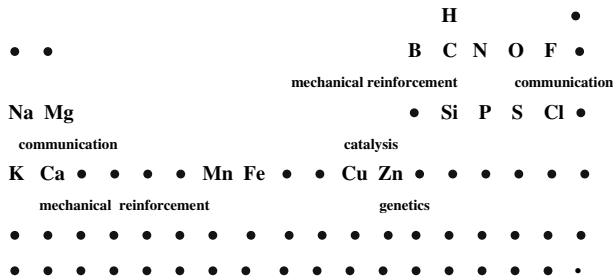 H •
• • B C N O F •
mechanical reinforcement communication
Na Mg • Si P S Cl •
communication catalysis
K Ca • • • • Mn Fe • • Cu Zn • • • • • •
mechanical reinforcement genetics
• • • • • • • • • • • • • • • • • •
• • • • • • • • • • • • • • • • • •